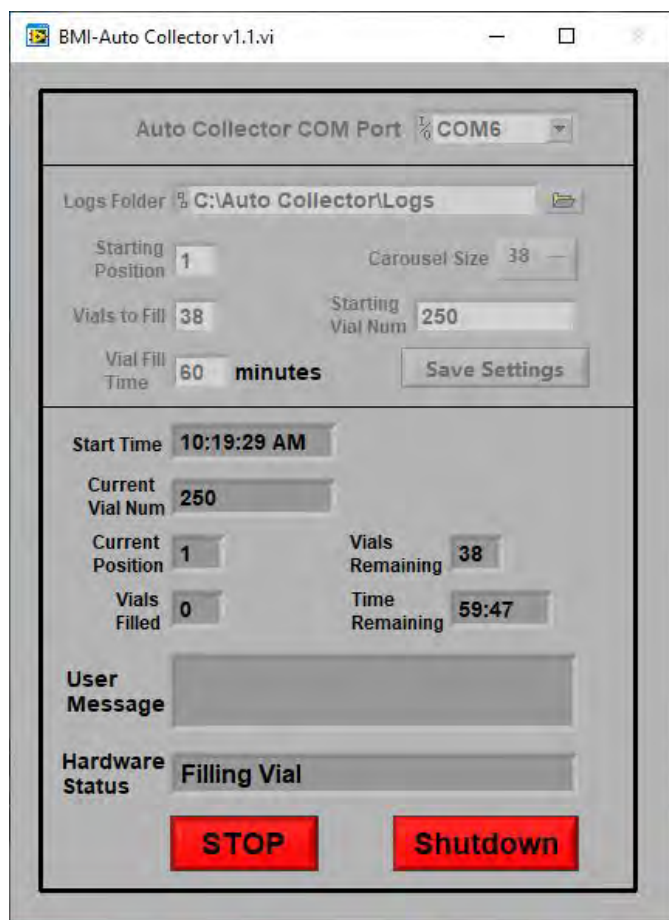 BMI-Auto Collector v1.1.vi
Auto Collector COM Port COM6
Logs Folder C:\Auto Collector\Logs
Starting
Position 1
Carousel Size 38
Vials to Fill 38
Starting
Vial Num 250
Vial Fill
Time 60 minutes
Save Settings
Start Time 10:19:29 AM
Current
Vial Num 250
Current
Position 1
Vials
Remaining 38
Vials
Filled 0
Time
Remaining 59:47
User
Message
Hardware
Status Filling Vial
STOP
Shutdown